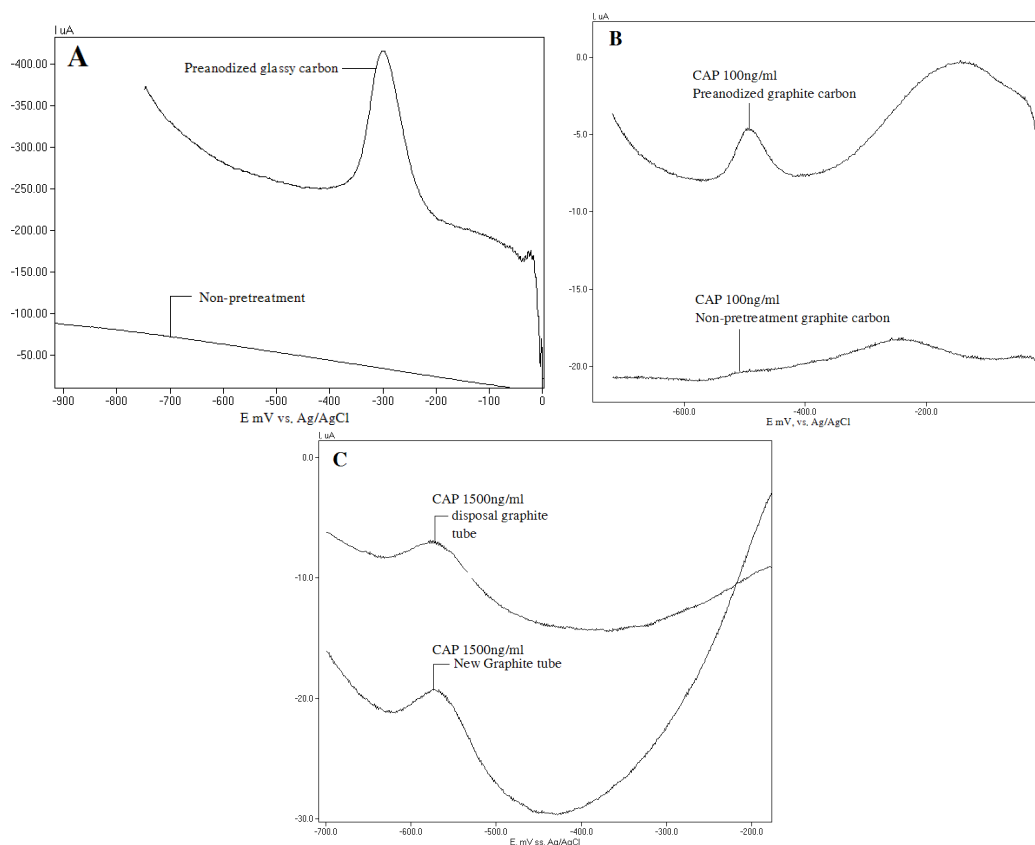 I uA
A
-400.00
-350.00
-300.00
-250.00
-200.00
-150.00
-100.00
-50.00
Preanodized glassy carbon
Non-pretreatment
-900
-800
-700
-600
-500
-400
-300
-200
-100
0
E mV vs, Ag/AgCl
I, uA
B
0.0
-5.0
-10.0
-15.0
-20.0
CAP 100ng/ml
Preanodized graphite carbon
CAP 100ng/ml
Non-pretreatment graphite carbon
-600.0
-400.0
-200.0
E mV, vs, Ag/AgCl
I, uA
C
0.0
-10.0
-20.0
-30.0
CAP 1500ng/ml
disposal graphite
tube
CAP 1500ng/ml
New Graphite tube
-700.0
-600.0
-500.0
-400.0
-300.0
-200.0
E, mV ss, Ag/AgCl